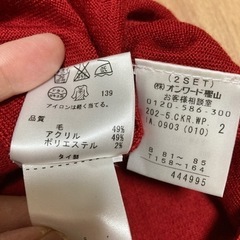 139
アイロンは軽く当てる。
品質
毛 49%
アクリル 49%
ポリエステル 2%
タイ製
(2SET)
(株)オンワード樫山
お客様相談室
0120-586-300
202-5.CKR.WP.
IA.0903 (010) 2
B 81~ 85
T158~164
444995